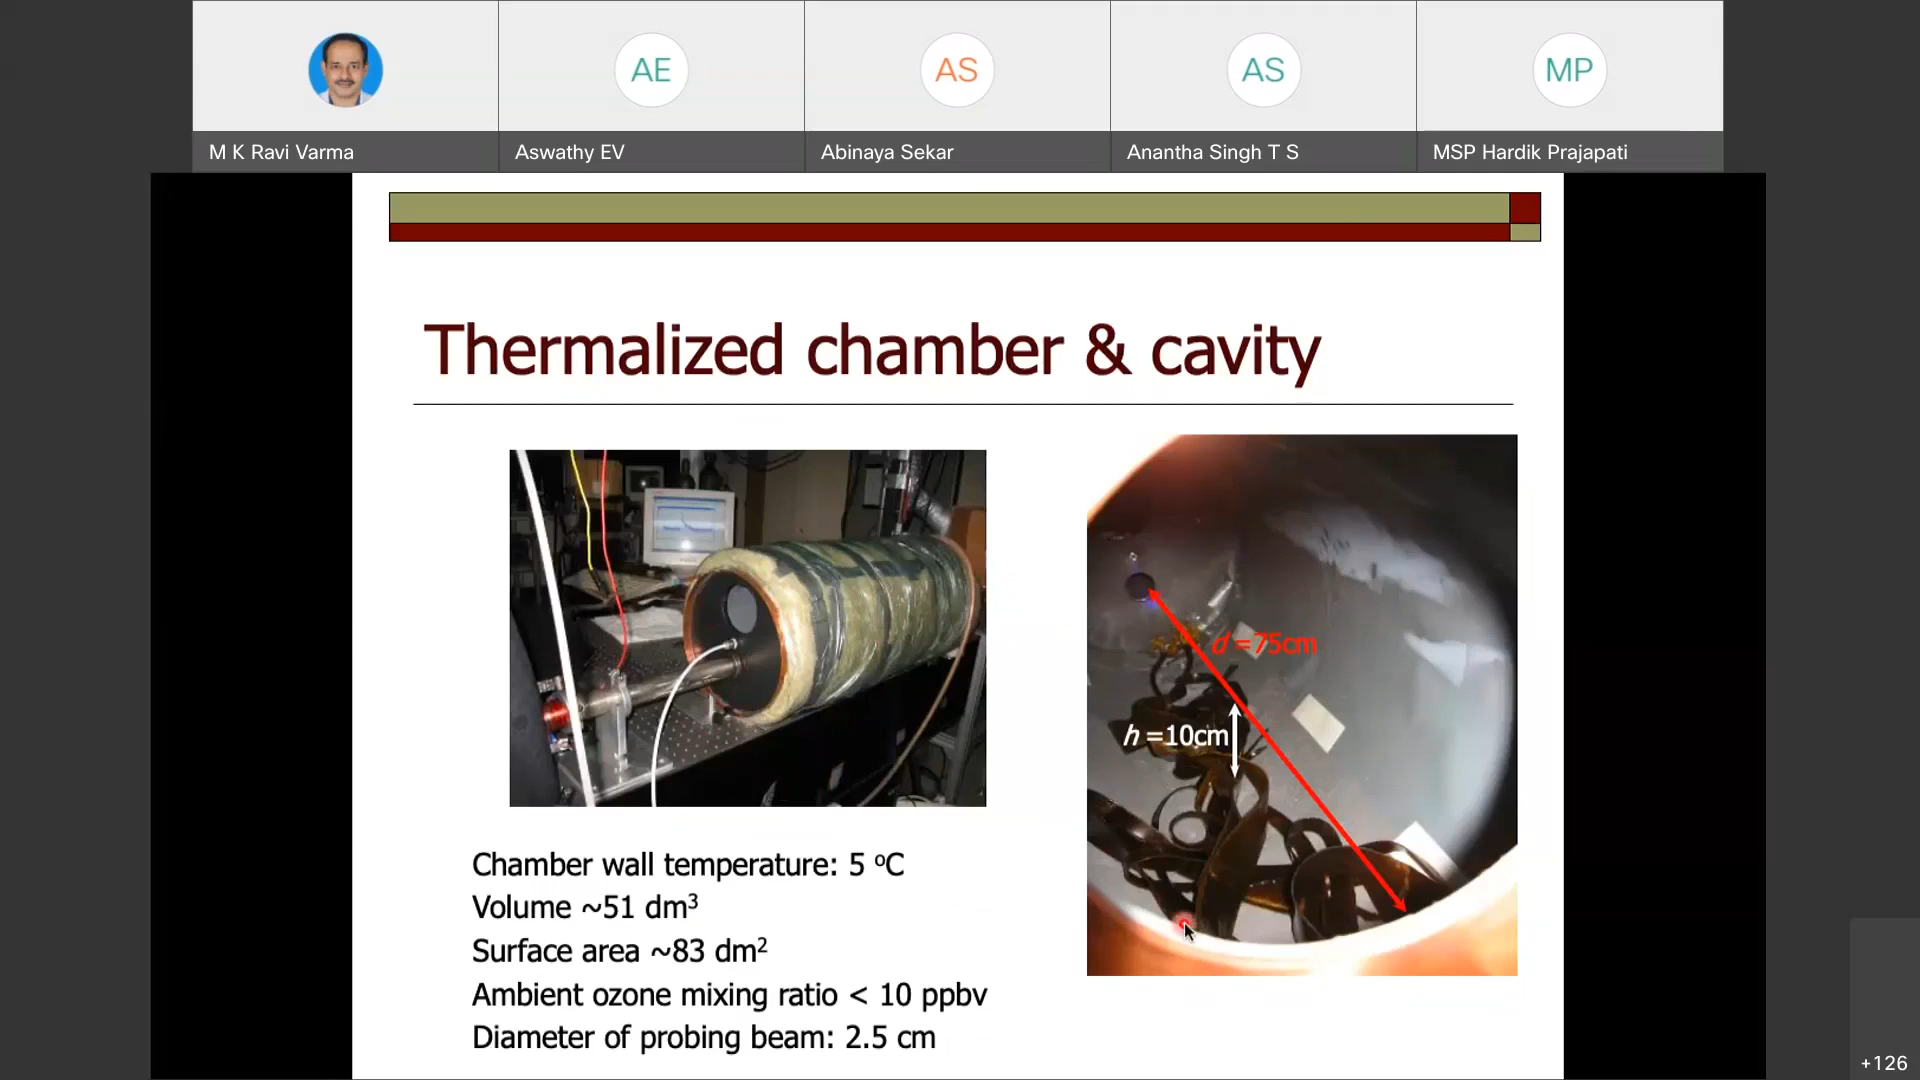 AE
AS
AS
MP
M K Ravi Varma
Aswathy EV
Abinaya Sekar
Anantha Singh T S
MSP Hardik Prajapati
Thermalized chamber & cavity
d =75cm
h =10cm
Chamber wall temperature: 5 ºC
Volume ~51 dm³
Surface area ~83 dm²
Ambient ozone mixing ratio < 10 ppbv
Diameter of probing beam: 2.5 cm
+126